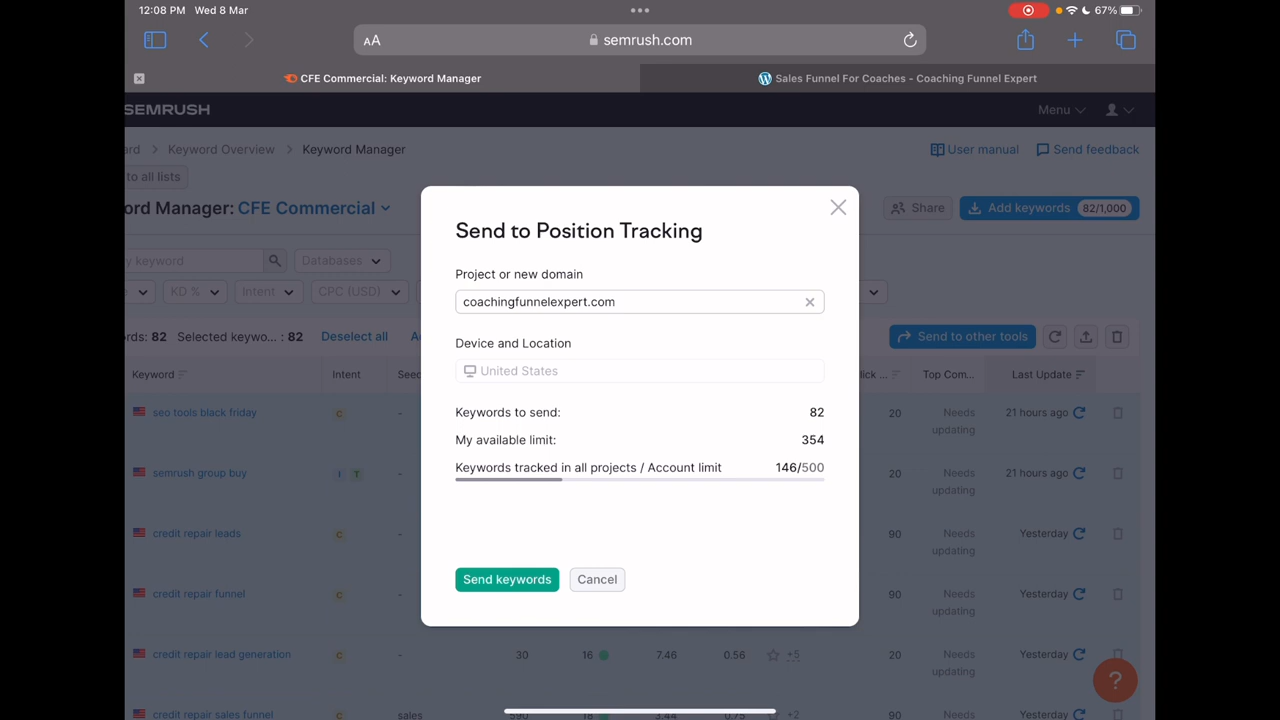 12:08 PM Wed 8 Mar
67%
AA semrush.com
CFE Commercial: Keyword Manager
Sales Funnel For Coaches - Coaching Funnel Expert
SEMRUSH
Menu
ard > Keyword Overview > Keyword Manager
User manual
Send feedback
to all lists
ord Manager: CFE Commercial
Share
Add keywords 82/1,000
y keyword
Databases
KD %
Intent
CPC (USD)
Send to Position Tracking
Project or new domain
coachingfunnelexpert.com
Device and Location
United States
Keywords to send: 82
My available limit: 354
Keywords tracked in all projects / Account limit 146/500
Send keywords
Cancel
rds: 82 Selected keywo... : 82 Deselect all
Send to other tools
Keyword Intent Seed lick ... Top Com... Last Update
seo tools black friday C - 20 Needs updating 21 hours ago
semrush group buy I T - 20 Needs updating 21 hours ago
credit repair leads C - 90 Needs updating Yesterday
credit repair funnel C - 90 Needs updating Yesterday
credit repair lead generation C - 30 16 7.46 0.56 +5 20 Needs updating Yesterday
credit repair sales funnel C sales 590 18 3.44 0.75 +2 90 Needs Yesterday
?